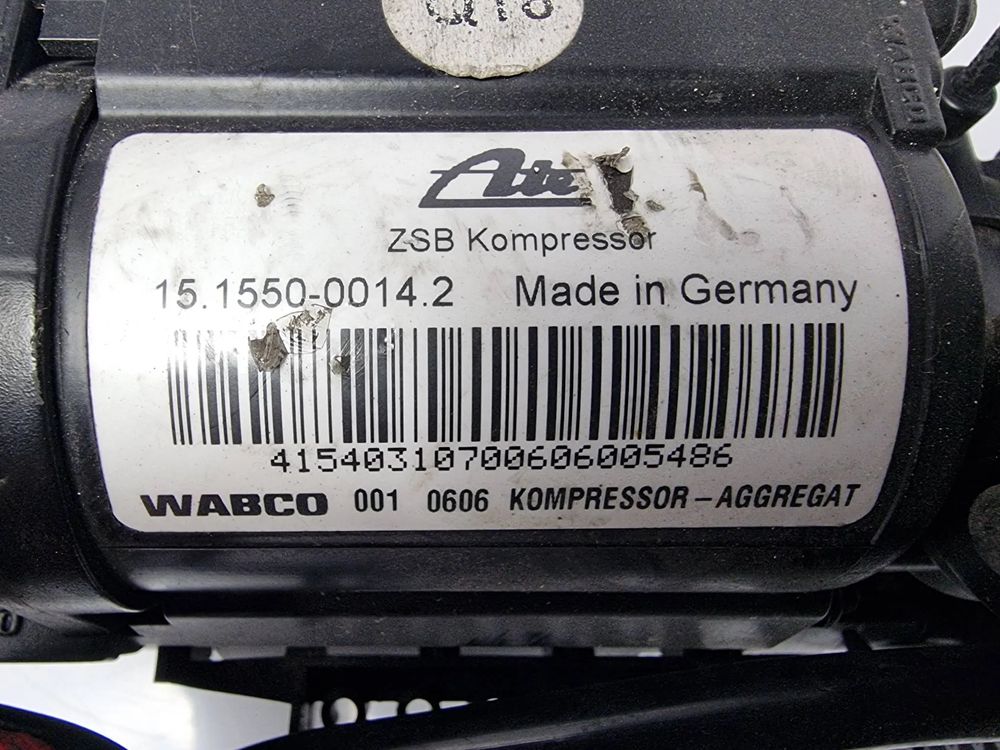 Ate
ZSB Kompressor
15.1550-0014.2 Made in Germany
41540310700606005486
WABCO 001 0606 KOMPRESSOR-AGGREGAT